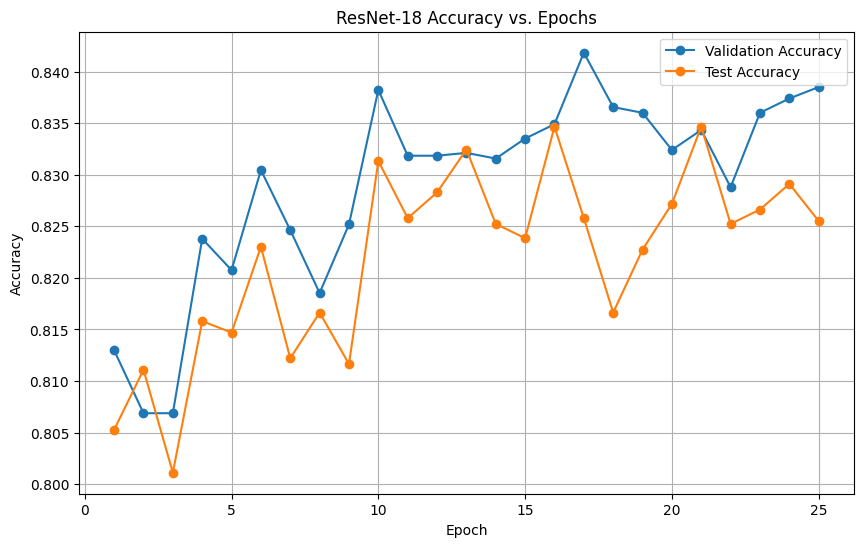 ResNet-18 Accuracy vs. Epochs
Validation Accuracy
Test Accuracy
Accuracy
0.840
0.835
0.830
0.825
0.820
0.815
0.810
0.805
0.800
0 5 10 15 20 25
Epoch